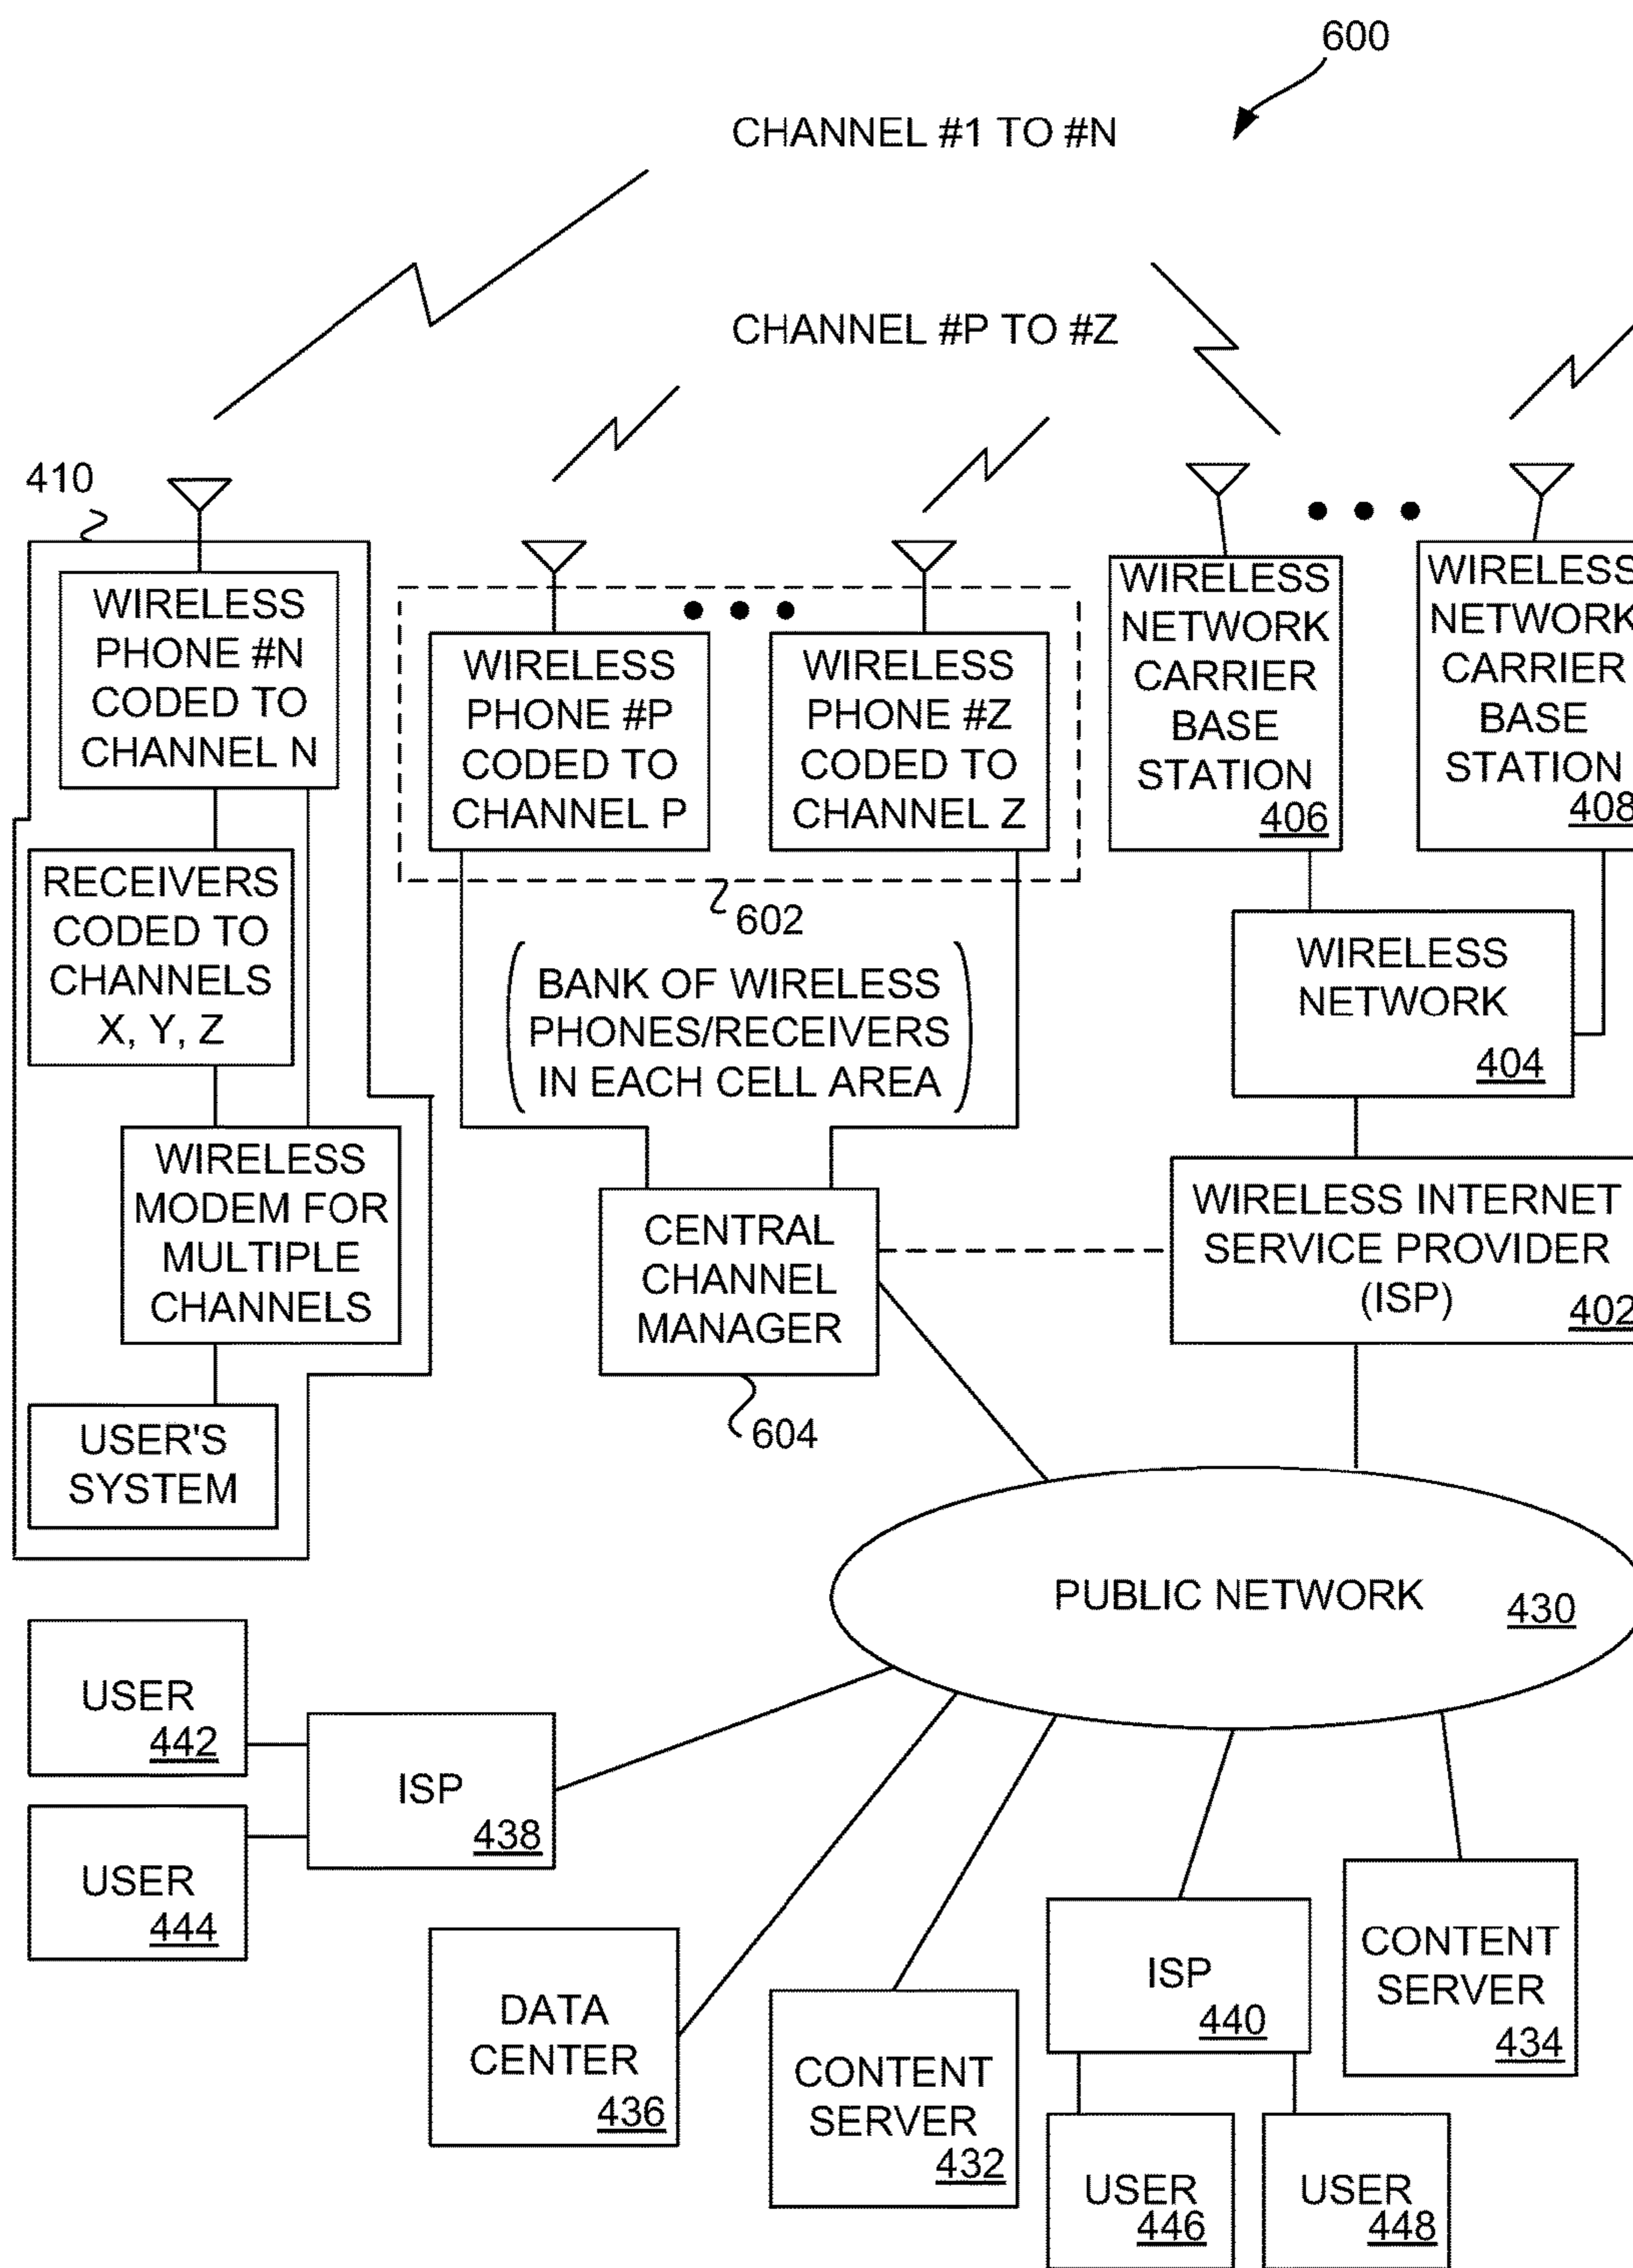 600
CHANNEL #1 TO #N
CHANNEL #P TO #Z
410
WIRELESS
PHONE #N
CODED TO
CHANNEL N
RECEIVERS
CODED TO
CHANNELS
X, Y, Z
WIRELESS
MODEM FOR
MULTIPLE
CHANNELS
USER'S
SYSTEM
WIRELESS
PHONE #P
CODED TO
CHANNEL P
WIRELESS
PHONE #Z
CODED TO
CHANNEL Z
602
(BANK OF WIRELESS
PHONES/RECEIVERS
IN EACH CELL AREA)
CENTRAL
CHANNEL
MANAGER
604
WIRELESS
NETWORK
CARRIER
BASE
STATION
406
WIRELESS
NETWORK
CARRIER
BASE
STATION
408
WIRELESS
NETWORK
404
WIRELESS INTERNET
SERVICE PROVIDER
(ISP)
402
PUBLIC NETWORK
430
USER
442
USER
444
ISP
438
DATA
CENTER
436
CONTENT
SERVER
432
ISP
440
CONTENT
SERVER
434
USER
446
USER
448